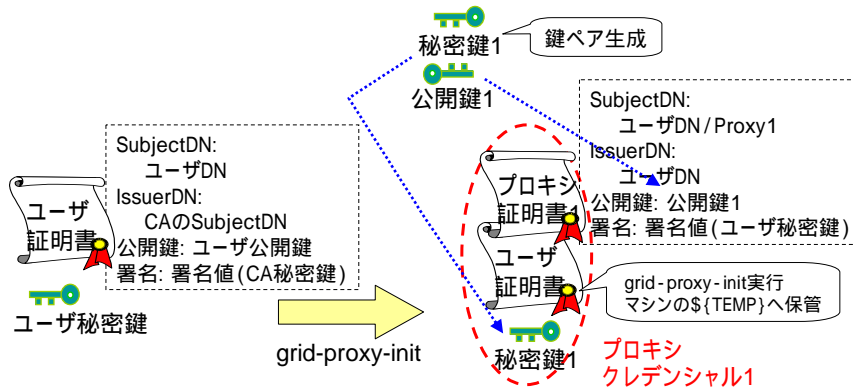 秘密鍵1
鍵ペア生成
公開鍵1
SubjectDN:
ユーザDN/Proxy1
IssuerDN:
ユーザDN
公開鍵: 公開鍵1
署名: 署名値(ユーザ秘密鍵)
SubjectDN:
ユーザDN
IssuerDN:
CAのSubjectDN
公開鍵: ユーザ公開鍵
署名: 署名値(CA秘密鍵)
ユーザ
証明書
ユーザ秘密鍵
grid-proxy-init
プロキシ
証明書1
ユーザ
証明書
秘密鍵1
grid-proxy-init実行
マシンの${TEMP}へ保管
プロキシ
クレデンシャル1